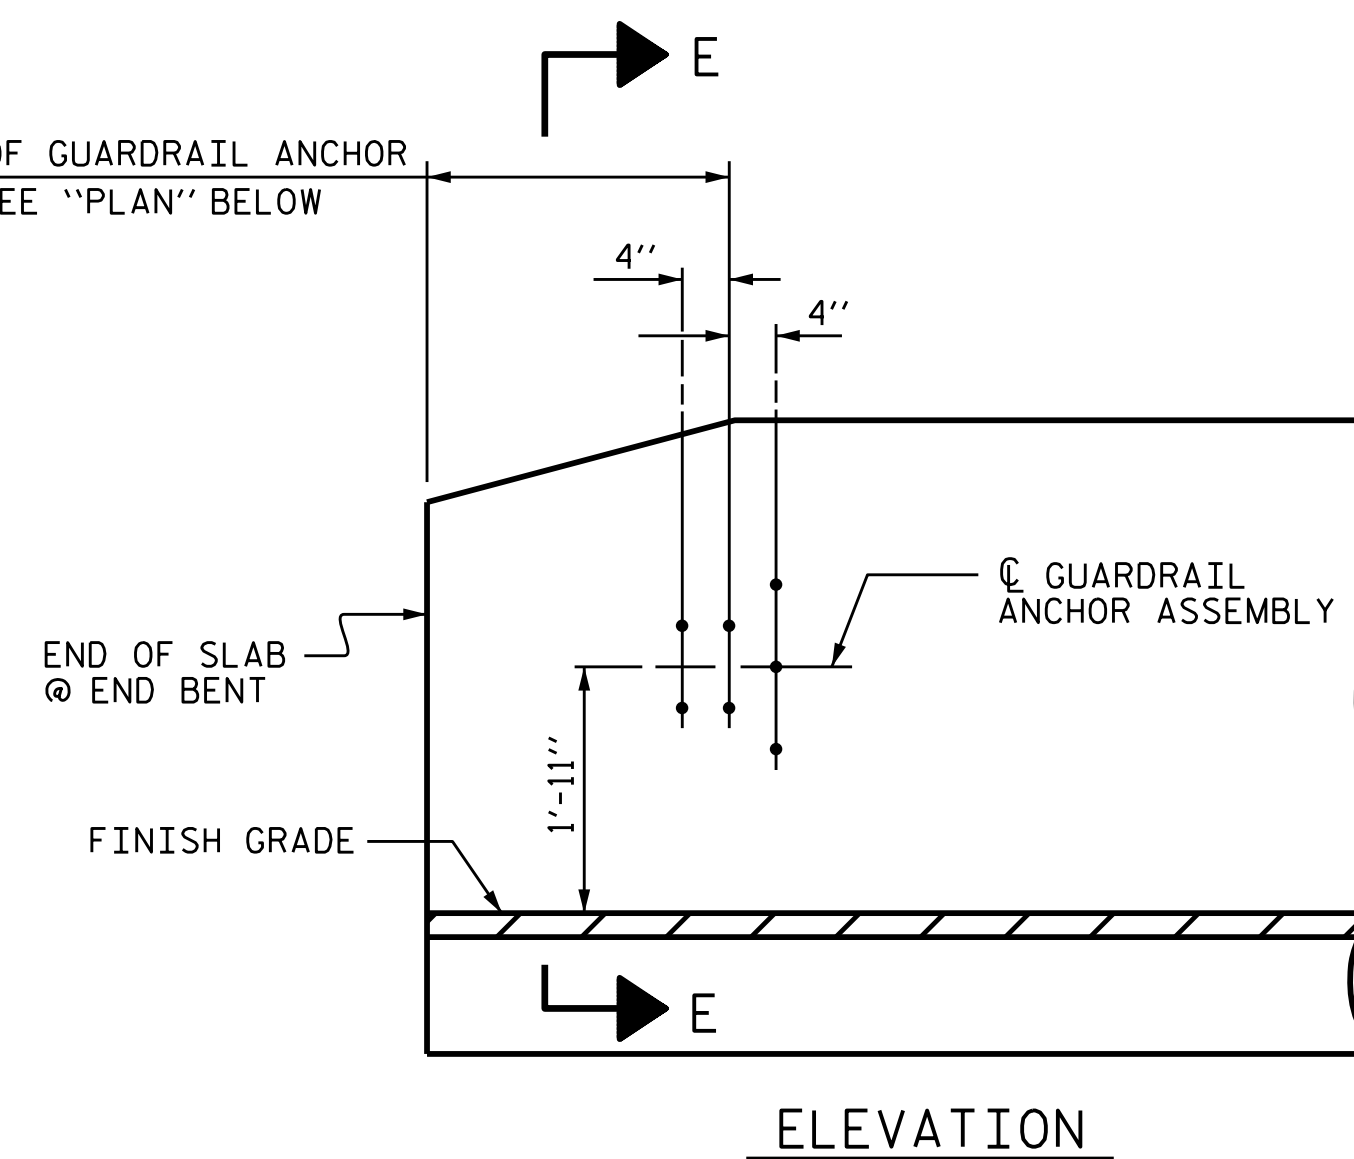 E
OF GUARDRAIL ANCHOR
EE "PLAN" BELOW
4"
4"
℄ GUARDRAIL
ANCHOR ASSEMBLY
END OF SLAB
@ END BENT
1'-11"
FINISH GRADE
E
ELEVATION